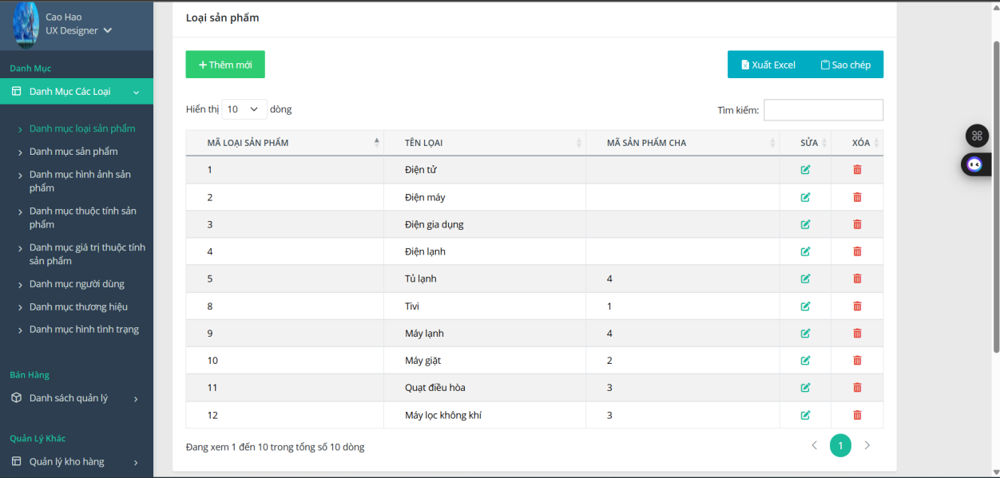 Cao Hao
UX Designer
Danh Mục
Danh Mục Các Loại
Danh mục loại sản phẩm
Danh mục sản phẩm
Danh mục hình ảnh sản
phẩm
Danh mục thuộc tính sản
phẩm
Danh mục giá trị thuộc tính
sản phẩm
Danh mục người dùng
Danh mục thương hiệu
Danh mục hình tình trạng
Bán Hàng
Danh sách quản lý
Quản Lý Khác
Quản lý kho hàng
Loại sản phẩm
Thêm mới
Xuất Excel Sao chép
Hiển thị 10 dòng Tìm kiếm:
MÃ LOẠI SẢN PHẨM TÊN LOẠI MÃ SẢN PHẨM CHA SỬA XÓA
1 Điện tử
2 Điện máy
3 Điện gia dụng
4 Điện lạnh
5 Tủ lạnh 4
8 Tivi 1
9 Máy lạnh 4
10 Máy giặt 2
11 Quạt điều hòa 3
12 Máy lọc không khí 3
Đang xem 1 đến 10 trong tổng số 10 dòng 1